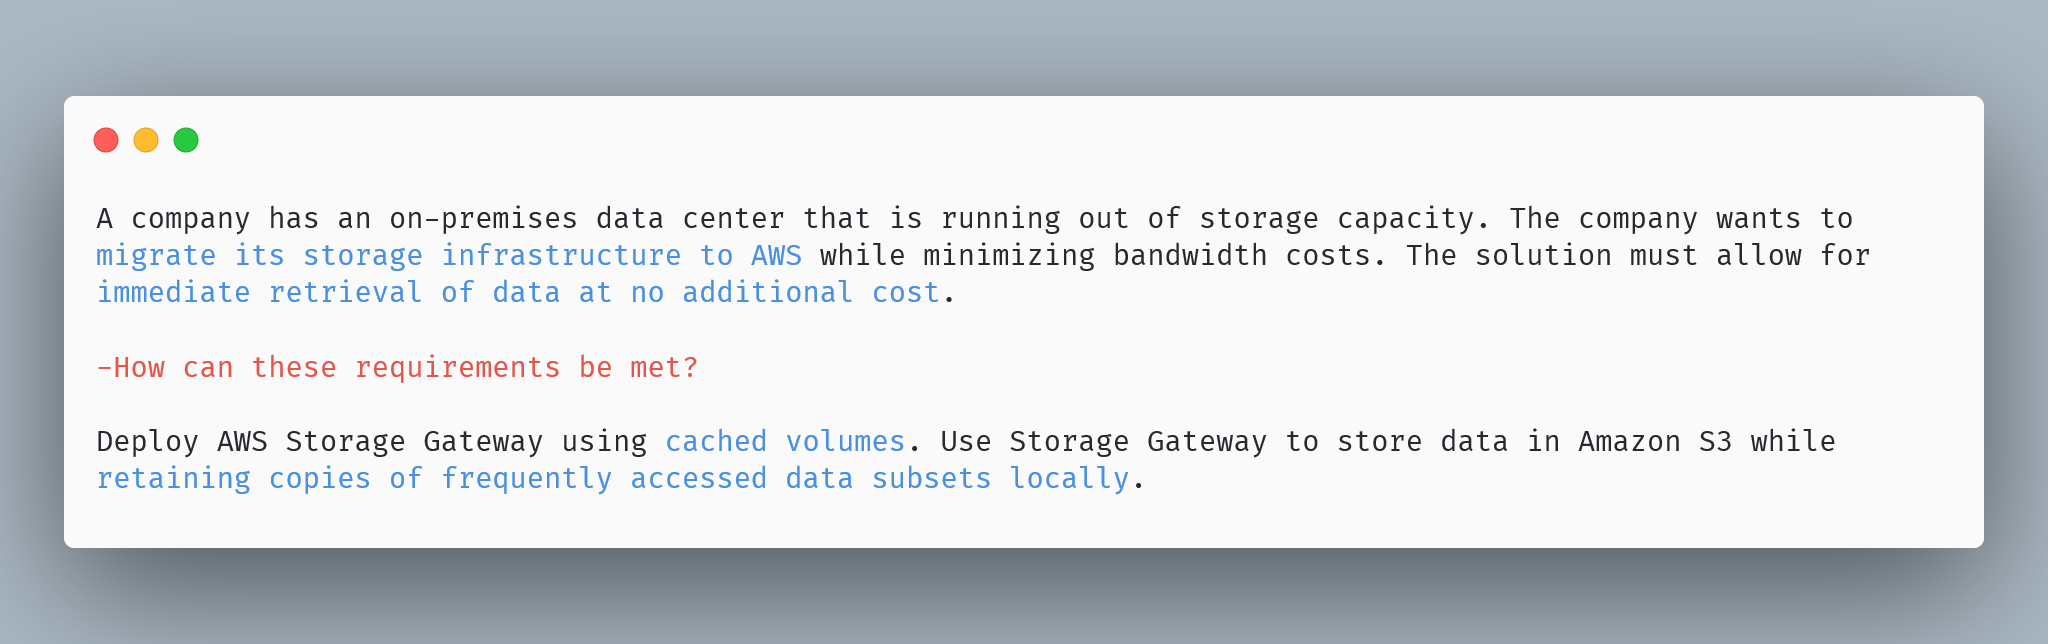 A company has an on-premises data center that is running out of storage capacity. The company wants to
migrate its storage infrastructure to AWS while minimizing bandwidth costs. The solution must allow for
immediate retrieval of data at no additional cost.
-How can these requirements be met?
Deploy AWS Storage Gateway using cached volumes. Use Storage Gateway to store data in Amazon S3 while
retaining copies of frequently accessed data subsets locally.